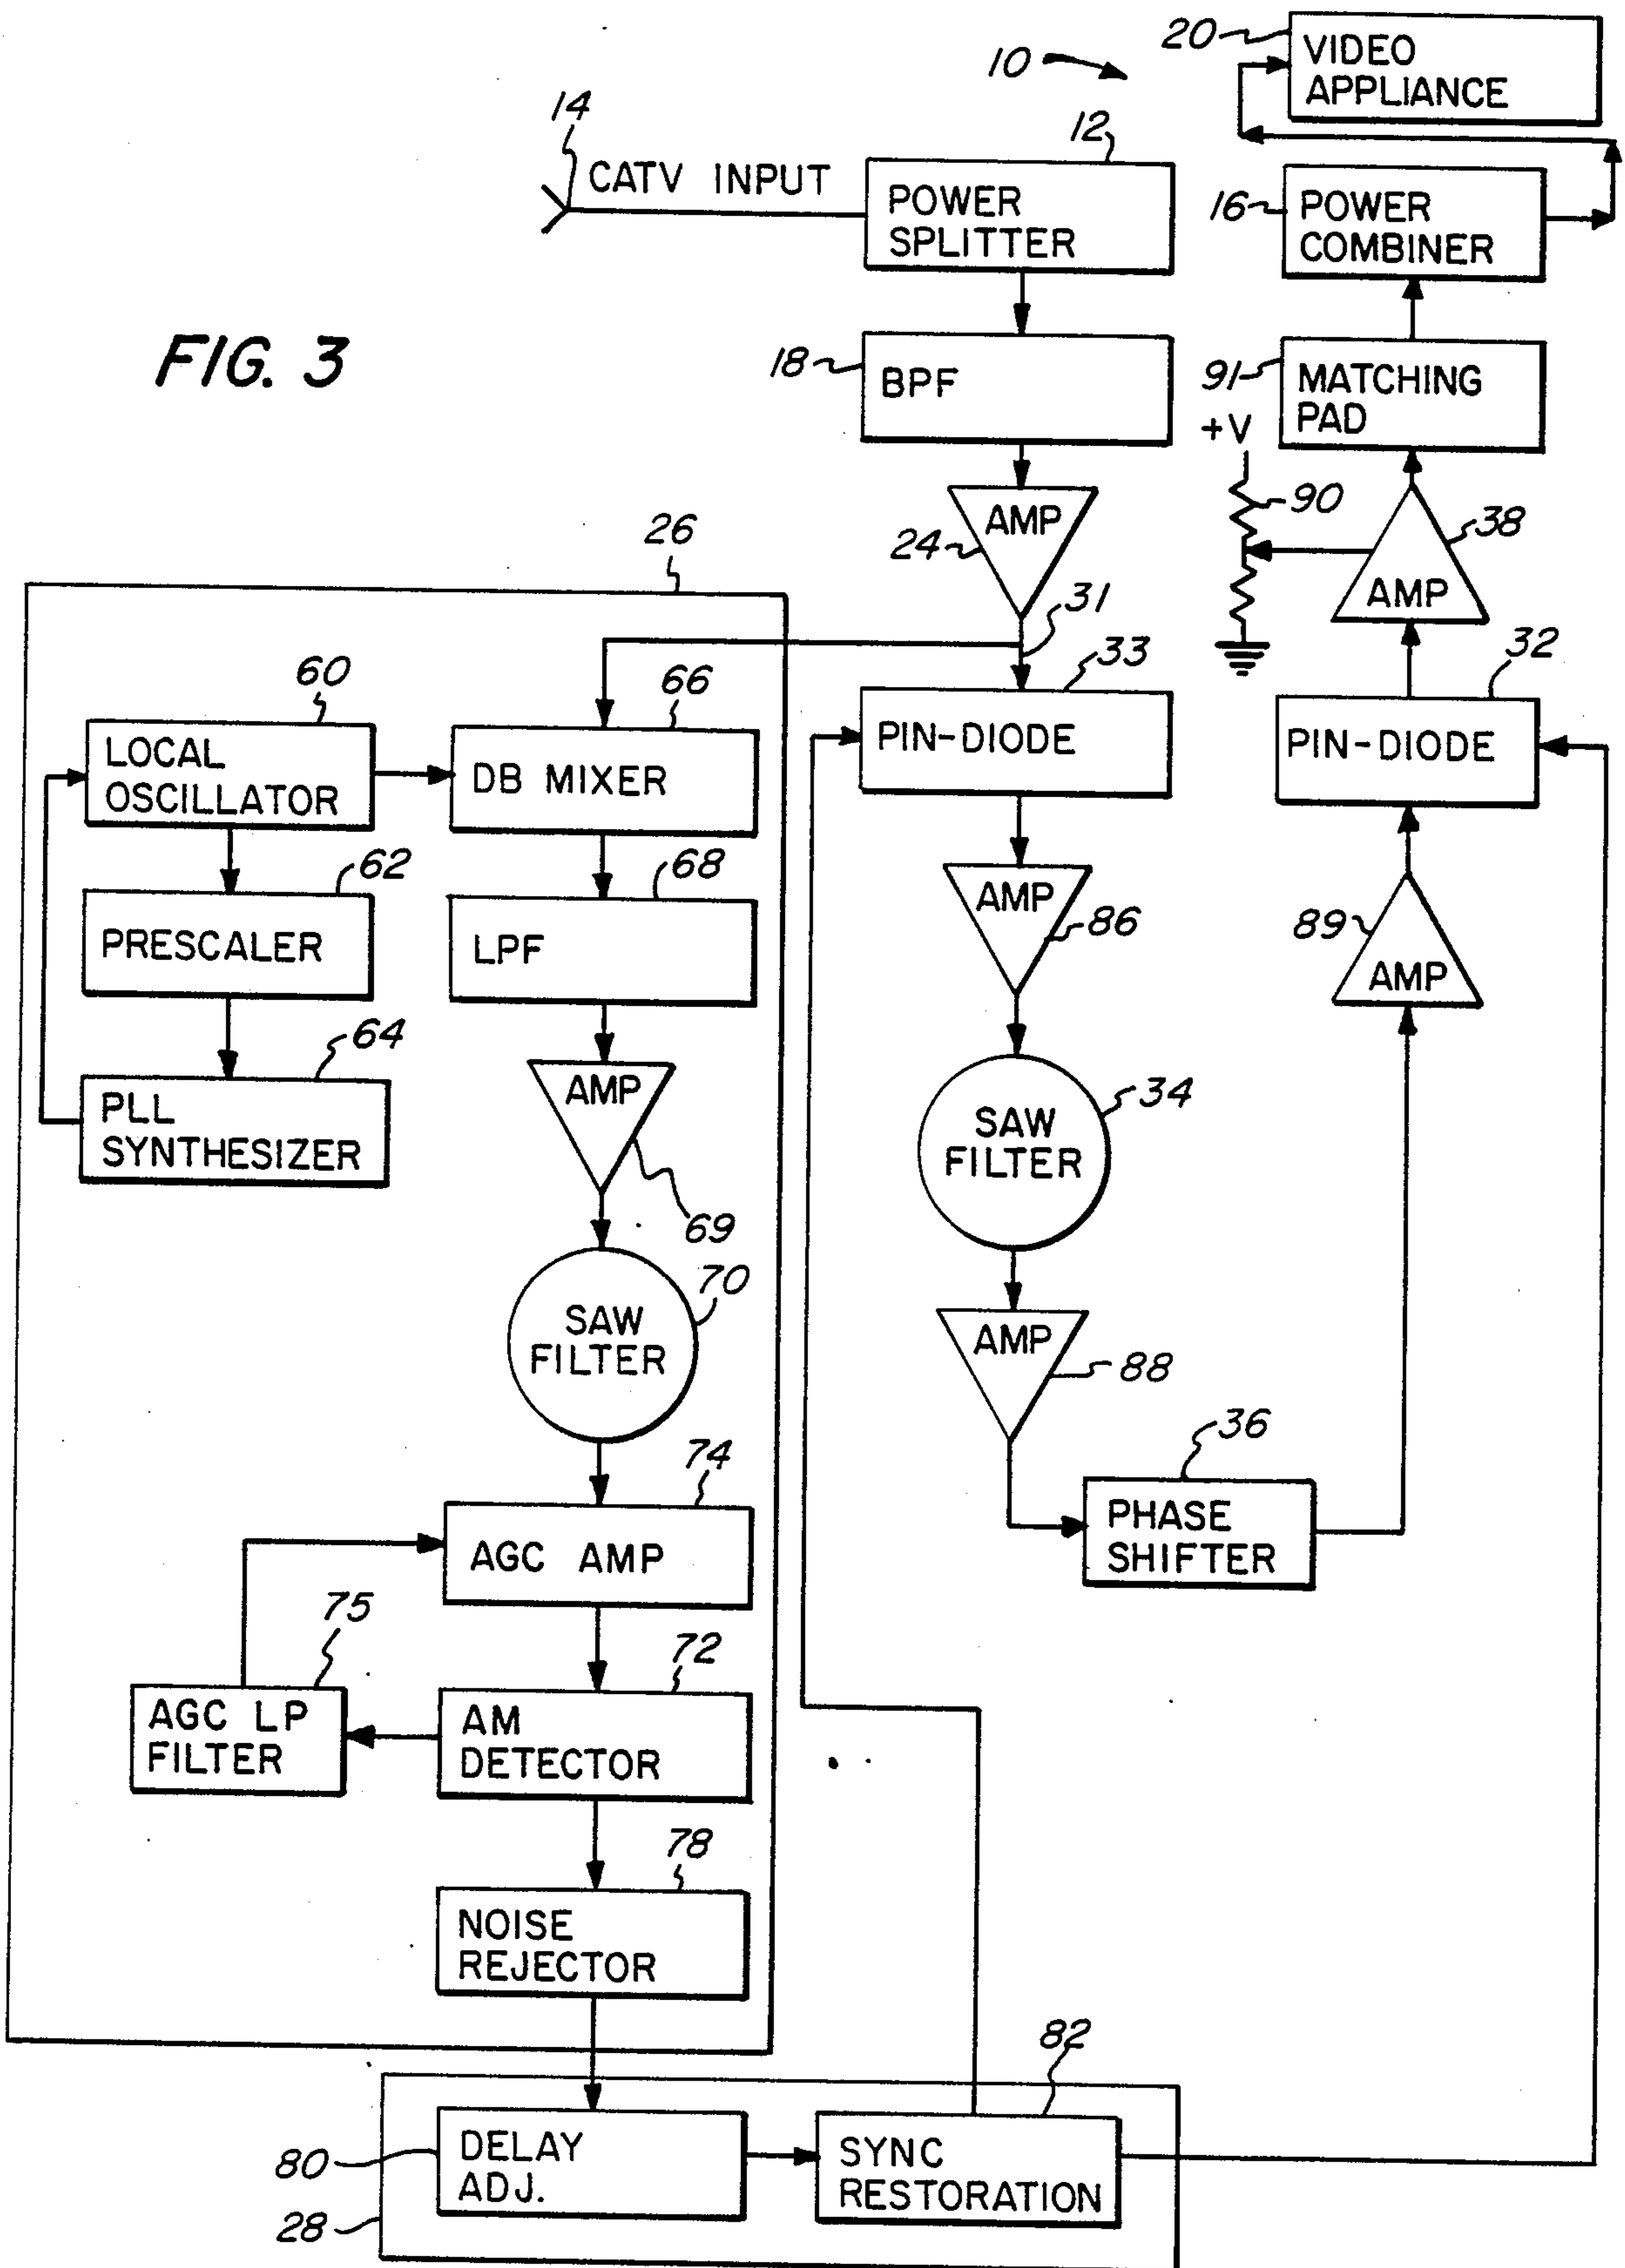 20
VIDEO
APPLIANCE
10
14
CATV INPUT
12
POWER
SPLITTER
16
POWER
COMBINER
FIG. 3
18
BPF
91
MATCHING
PAD
+V
90
AMP
24
38
AMP
26
31
33
32
60
66
LOCAL
OSCILLATOR
DB MIXER
PIN-DIODE
PIN-DIODE
62
68
PRESCALER
LPF
AMP
86
89
AMP
64
PLL
SYNTHESIZER
AMP
69
34
SAW
FILTER
70
SAW
FILTER
AMP
88
36
PHASE
SHIFTER
74
AGC AMP
75
72
AGC LP
FILTER
AM
DETECTOR
78
NOISE
REJECTOR
82
80
DELAY
ADJ.
SYNC
RESTORATION
28